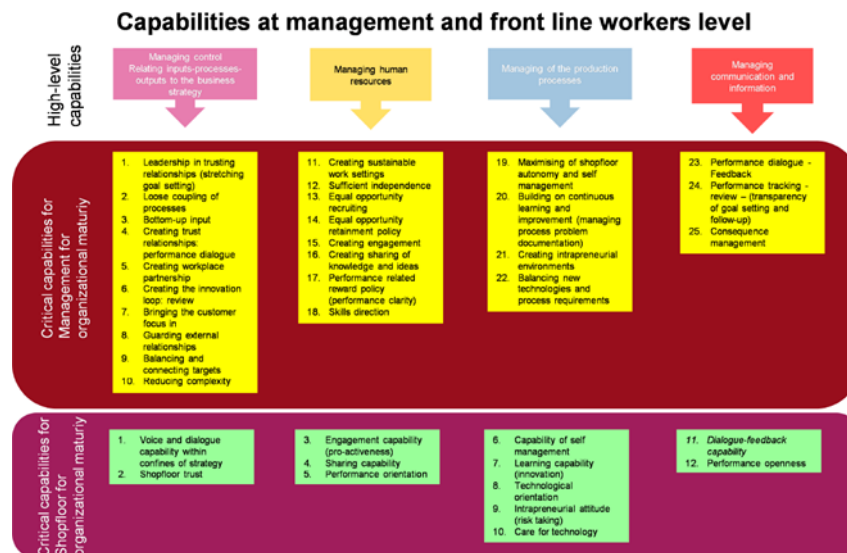 Capabilities at management and front line workers level
High-level
capabilities
Managing control
Relating inputs-processes-
outputs to the business
strategy
Managing human
resources
Managing of the production
processes
Managing
communication and
information
Critical capabilities for
Management for
organizational maturiy
1. Leadership in trusting
relationships (stretching
goal setting)
2. Loose coupling of
processes
3. Bottom-up input
4. Creating trust
relationships:
performance dialogue
5. Creating workplace
partnership
6. Creating the innovation
loop: review
7. Bringing the customer
focus in
8. Guarding external
relationships
9. Balancing and
connecting targets
10. Reducing complexity
11. Creating sustainable
work settings
12. Sufficient independence
13. Equal opportunity
recruiting
14. Equal opportunity
retainment policy
15. Creating engagement
16. Creating sharing of
knowledge and ideas
17. Performance related
reward policy
(performance clarity)
18. Skills direction
19. Maximising of shopfloor
autonomy and self
management
20. Building on continuous
learning and
improvement (managing
process problem
documentation)
21. Creating intrapreneurial
environments
22. Balancing new
technologies and
process requirements
23. Performance dialogue -
Feedback
24. Performance tracking -
review – (transparency
of goal setting and
follow-up)
25. Consequence
management
Critical capabilities for
Shopfloor for
organizational maturiy
1. Voice and dialogue
capability within
confines of strategy
2. Shopfloor trust
3. Engagement capability
(pro-activeness)
4. Sharing capability
5. Performance orientation
6. Capability of self
management
7. Learning capability
(innovation)
8. Technological
orientation
9. Intrapreneurial attitude
(risk taking)
10. Care for technology
11. Dialogue-feedback
capability
12. Performance openness